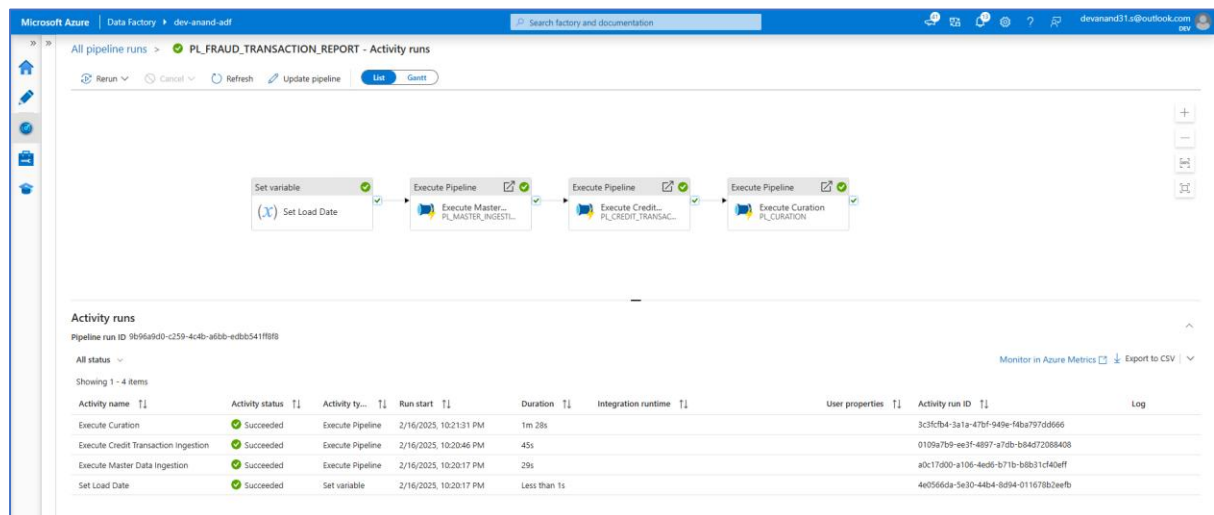 Microsoft Azure | Data Factory ▸ dev-anand-adf
Search factory and documentation
devanand31.s@outlook.com
DEV
All pipeline runs > PL_FRAUD_TRANSACTION_REPORT - Activity runs
Rerun Cancel Refresh Update pipeline List Gantt
Set variable
(x) Set Load Date
Execute Pipeline
Execute Master...
PL_MASTER_INGESTI...
Execute Pipeline
Execute Credit...
PL_CREDIT_TRANSAC...
Execute Pipeline
Execute Curation
PL_CURATION
Activity runs
Pipeline run ID 9b96a9d0-c259-4c4b-a6bb-edbb541ff8f8
All status
Monitor in Azure Metrics Export to CSV
Showing 1 - 4 items
Activity name Activity status Activity ty... Run start Duration Integration runtime User properties Activity run ID Log
Execute Curation Succeeded Execute Pipeline 2/16/2025, 10:21:31 PM 1m 28s 3c3fcfb4-3a1a-47bf-949e-f4ba797dd666
Execute Credit Transaction Ingestion Succeeded Execute Pipeline 2/16/2025, 10:20:46 PM 45s 0109a7b9-ee3f-4897-a7db-b84d72088408
Execute Master Data Ingestion Succeeded Execute Pipeline 2/16/2025, 10:20:17 PM 29s a0c17d00-a106-4ed6-b71b-b8b31cf40eff
Set Load Date Succeeded Set variable 2/16/2025, 10:20:17 PM Less than 1s 4e0566da-5e30-44b4-8d94-011678b2eefb